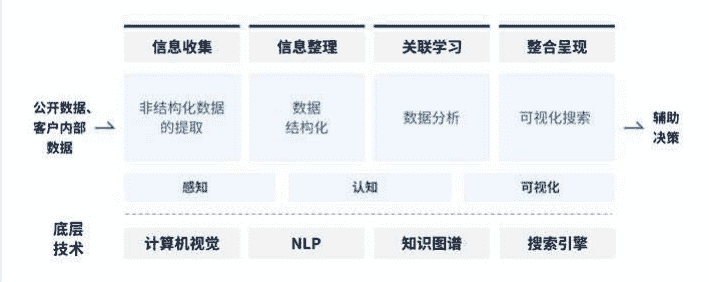 信息收集
信息整理
关联学习
整合呈现
公开数据、
客户内部
数据
非结构化数据
的提取
数据
结构化
数据分析
可视化搜索
辅助
决策
感知
认知
可视化
底层
技术
计算机视觉
NLP
知识图谱
搜索引擎